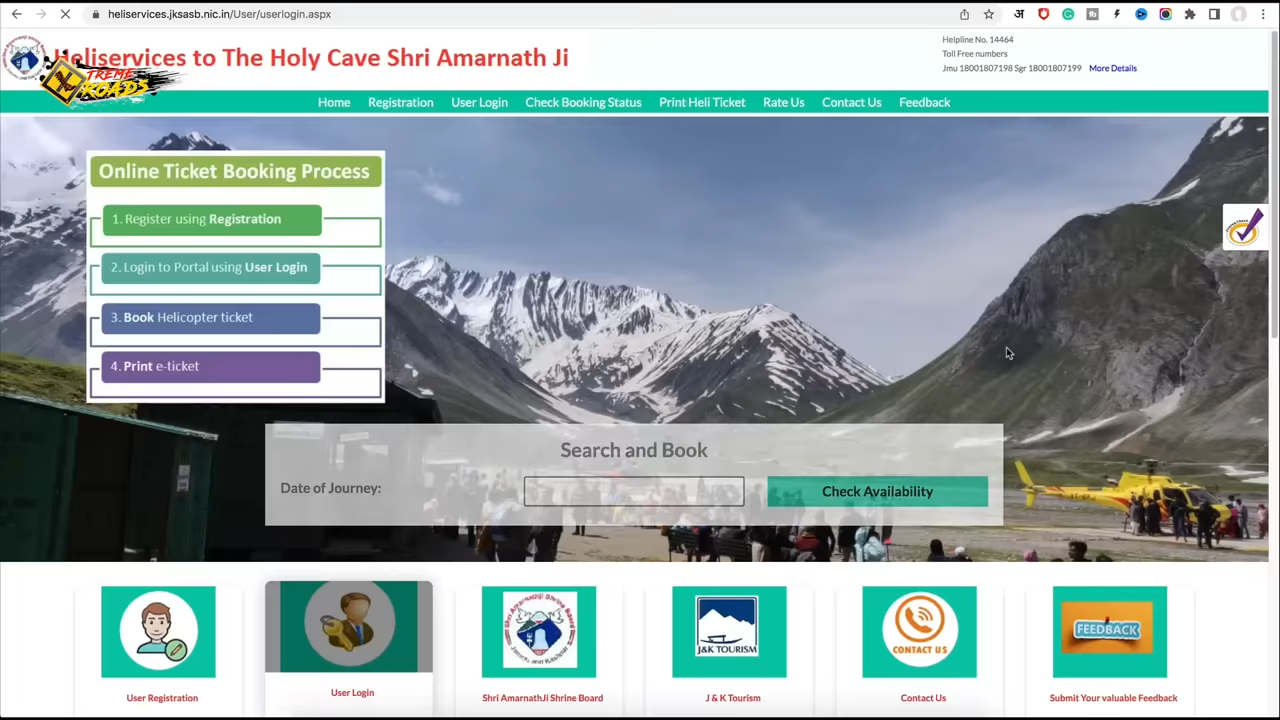 heliservices.jksasb.nic.in/User/userlogin.aspx
अ
Heliservices to The Holy Cave Shri Amarnath Ji
XTREME
ROADS
Helpline No. 14464
Toll Free numbers
Jmu 18001807198 Sgr 18001807199 More Details
Home Registration User Login Check Booking Status Print Heli Ticket Rate Us Contact Us Feedback
Online Ticket Booking Process
1. Register using Registration
2. Login to Portal using User Login
3. Book Helicopter ticket
4. Print e-ticket
Search and Book
Date of Journey:
Check Availability
J&K TOURISM
CONTACT US
FEEDBACK
User Registration
User Login
Shri AmarnathJi Shrine Board
J & K Tourism
Contact Us
Submit Your valuable Feedback